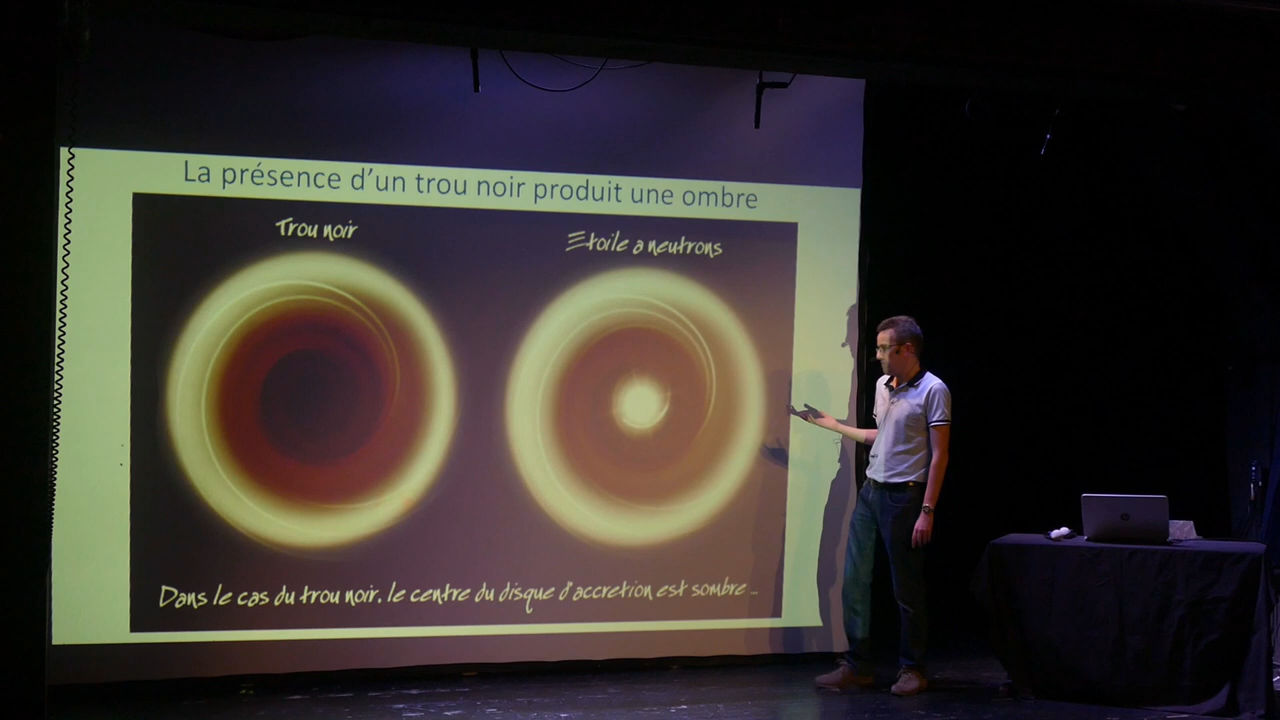 La présence d'un trou noir produit une ombre
Trou noir
Etoile a neutrons
Dans le cas du trou noir, le centre du disque d'accretion est sombre ...
hp